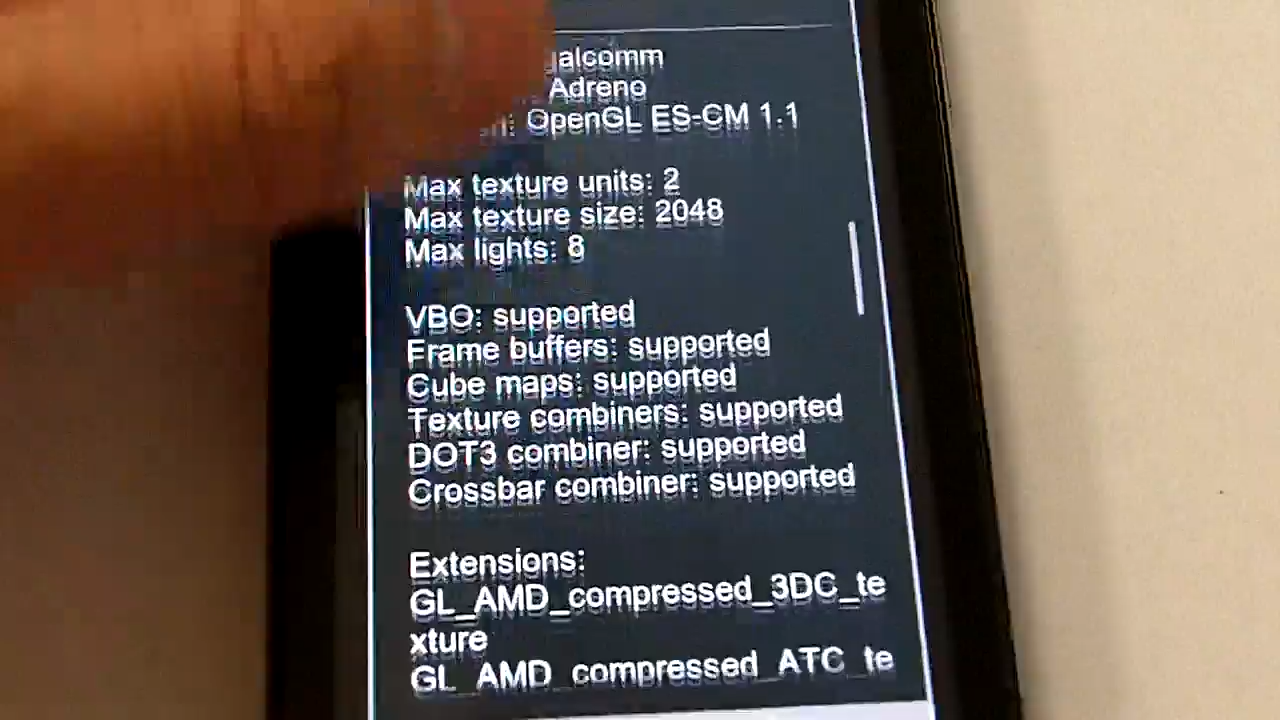 alcomm
Adreno
n: OpenGL ES-CM 1.1
Max texture units: 2
Max texture size: 2048
Max lights: 8
VBO: supported
Frame buffers: supported
Cube maps: supported
Texture combiners: supported
DOT3 combiner: supported
Crossbar combiner: supported
Extensions:
GL_AMD_compressed_3DC_te
xture
GL_AMD_compressed_ATC_te